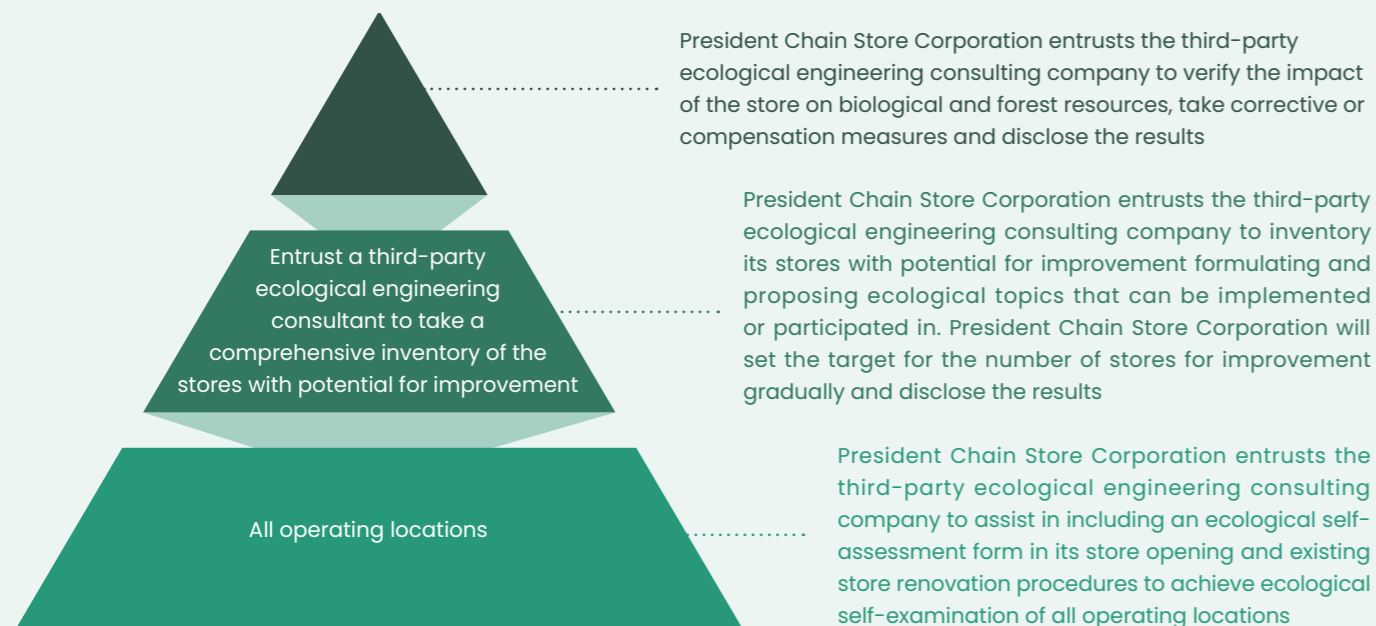 President Chain Store Corporation entrusts the third-party
ecological engineering consulting company to verify the impact
of the store on biological and forest resources, take corrective or
compensation measures and disclose the results
Entrust a third-party
ecological engineering
consultant to take a
comprehensive inventory of the
stores with potential for improvement
President Chain Store Corporation entrusts the third-party
ecological engineering consulting company to inventory
its stores with potential for improvement formulating and
proposing ecological topics that can be implemented
or participated in. President Chain Store Corporation will
set the target for the number of stores for improvement
gradually and disclose the results
All operating locations
President Chain Store Corporation entrusts the
third-party ecological engineering consulting
company to assist in including an ecological self-
assessment form in its store opening and existing
store renovation procedures to achieve ecological
self-examination of all operating locations